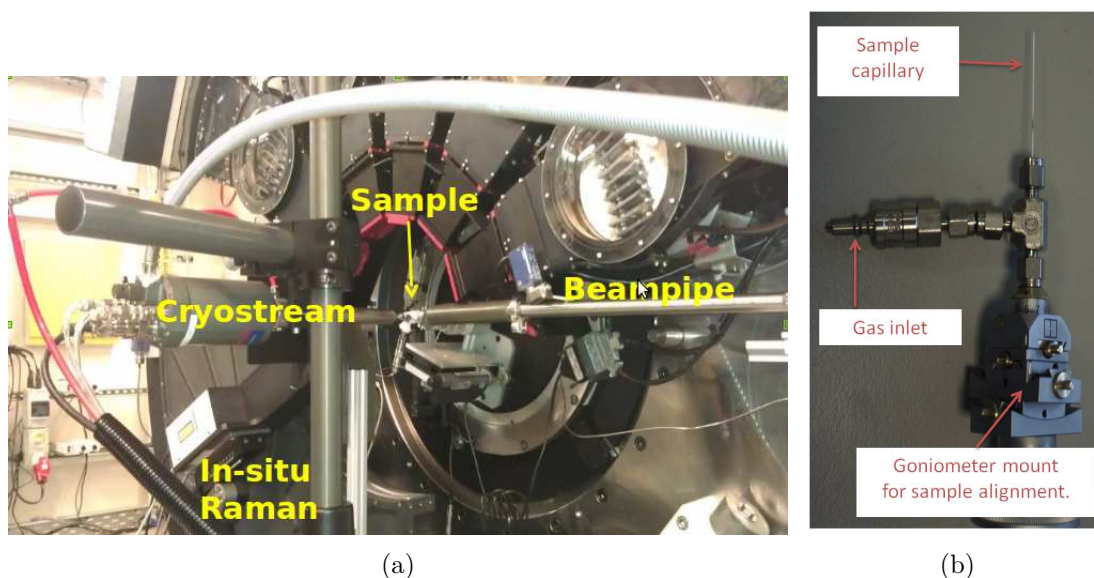 Sample
Cryostream
Beampipe
In-situ
Raman
(a)
Sample
capillary
Gas inlet
Goniometer mount
for sample alignment.
(b)